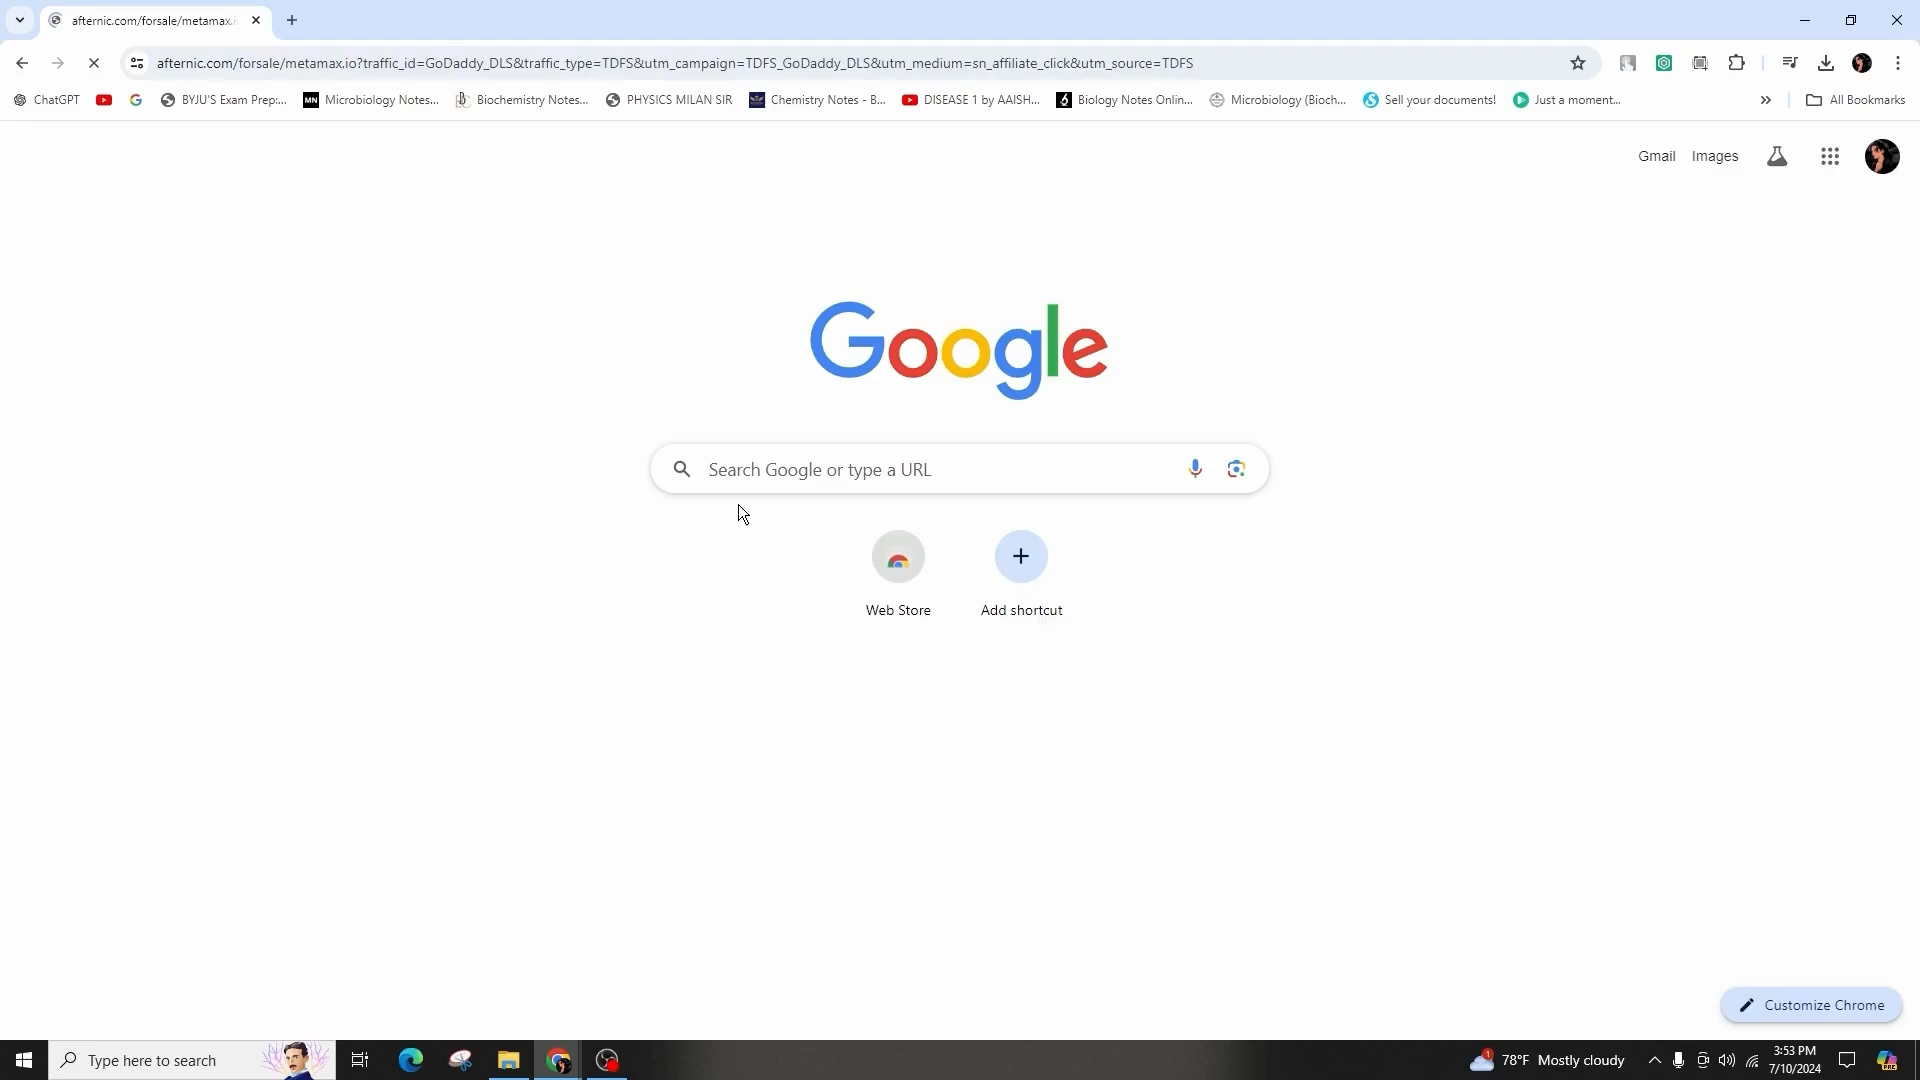 afternic.com/forsale/metamax.i
afternic.com/forsale/metamax.io?traffic_id=GoDaddy_DLS&traffic_type=TDFS&utm_campaign=TDFS_GoDaddy_DLS&utm_medium=sn_affiliate_click&utm_source=TDFS
ChatGPT BYJU'S Exam Prep:... MN Microbiology Notes... Biochemistry Notes... PHYSICS MILAN SIR Chemistry Notes - B... DISEASE 1 by AAISH... Biology Notes Onlin... Microbiology (Bioch... Sell your documents! Just a moment... » All Bookmarks
Gmail Images
Google
Search Google or type a URL
Web Store Add shortcut
Customize Chrome
Type here to search
1 78°F Mostly cloudy
3:53 PM
7/10/2024
PRE